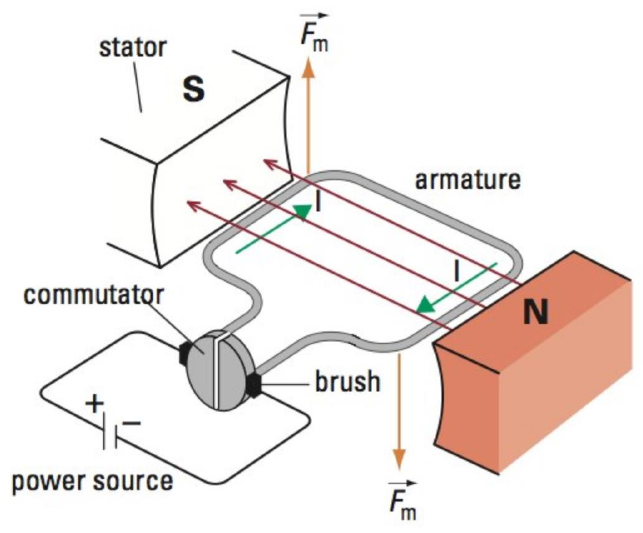 stator
S
F⃗m
I
armature
I
commutator
N
brush
+
−
power source
F⃗m